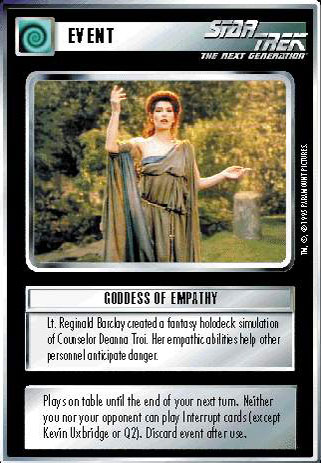 EVENT
STAR TREK
THE NEXT GENERATION
TM, ®, © 1995 PARAMOUNT PICTURES.
GODDESS OF EMPATHY
Lt. Reginald Barclay created a fantasy holodeck simulation
of Counselor Deanna Troi. Her empathic abilities help other
personnel anticipate danger.
Plays on table until the end of your next turn. Neither
you nor your opponent can play Interrupt cards (except
Kevin Uxbridge or Q2). Discard event after use.